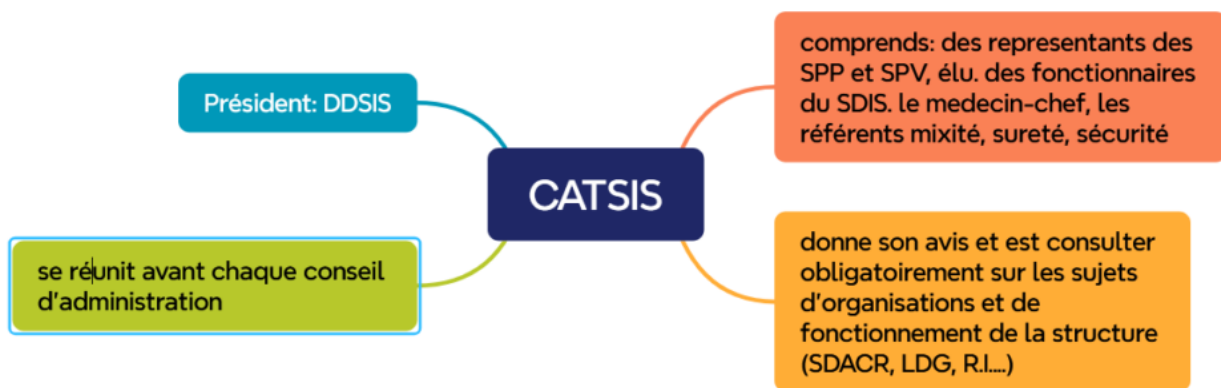 Président: DDSIS
se réunit avant chaque conseil
d'administration
CATSIS
comprends: des representants des
SPP et SPV, élu. des fonctionnaires
du SDIS. le medecin-chef, les
référents mixité, sureté, sécurité
donne son avis et est consulter
obligatoirement sur les sujets
d'organisations et de
fonctionnement de la structure
(SDACR, LDG, R.I....)